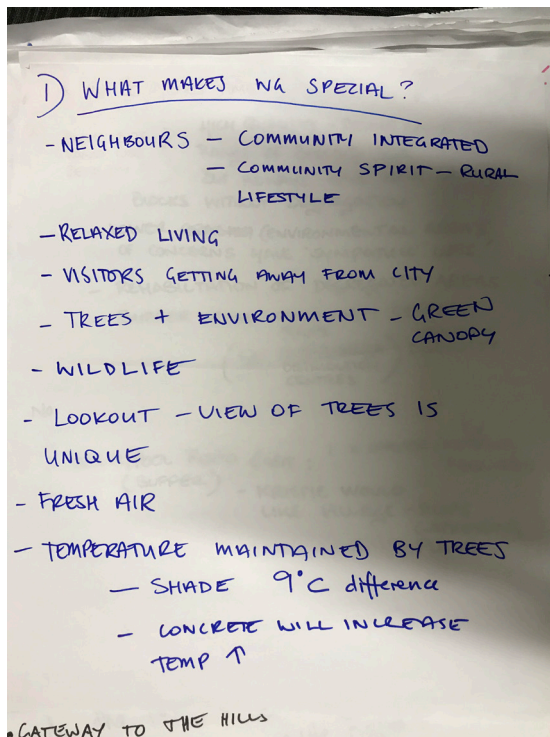 1) WHAT MAKES WG SPECIAL?
- NEIGHBOURS - COMMUNITY INTEGRATED
- COMMUNITY SPIRIT - RURAL
LIFESTYLE
- RELAXED LIVING
- VISITORS GETTING AWAY FROM CITY
- TREES + ENVIRONMENT - GREEN
CANOPY
- WILDLIFE
- LOOKOUT - VIEW OF TREES IS
UNIQUE
- FRESH AIR
- TEMPERATURE MAINTAINED BY TREES
- SHADE 9°C difference
- CONCRETE WILL INCREASE
TEMP ↑
• GATEWAY TO THE HILLS